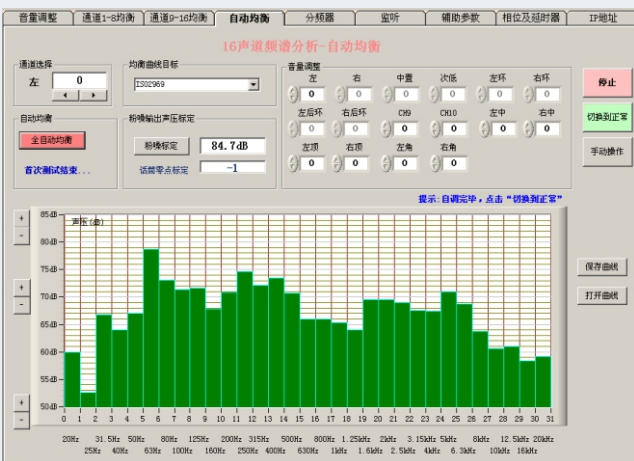 音量调整 通道1-8均衡 通道9-16均衡 自动均衡 分频器 监听 辅助参数 相位及延时器 IP地址
16声道频谱分析-自动均衡
通道选择
左 0
均衡曲线目标
ISO2969
自动均衡
全自动均衡
首次测试结束...
粉噪输出声压标定
粉噪标定 84.7dB
话筒零点标定 -1
音量调整
左 右 中置 次低 左环 右环
0 0 0 0 0 0
左后环 右后环 CH9 CH10 左中 右中
0 0 0 0 0 0
左顶 右顶 左角 右角
0 0 0 0
停止
切换到正常
手动操作
提示:自调完毕，点击“切换到正常”
保存曲线
打开曲线
声压(dB)
+
-
+
-
+
-
85dB
80dB
75dB
70dB
65dB
60dB
55dB
50dB
0 1 2 3 4 5 6 7 8 9 10 11 12 13 14 15 16 17 18 19 20 21 22 23 24 25 26 27 28 29 30 31
20Hz 31.5Hz 50Hz 80Hz 125Hz 200Hz 315Hz 500Hz 800Hz 1.25kHz 2kHz 3.15kHz 5kHz 8kHz 12.5kHz 20kHz
25Hz 40Hz 63Hz 100Hz 160Hz 250Hz 400Hz 630Hz 1kHz 1.6kHz 2.5kHz 4kHz 6.3kHz 10kHz 16kHz